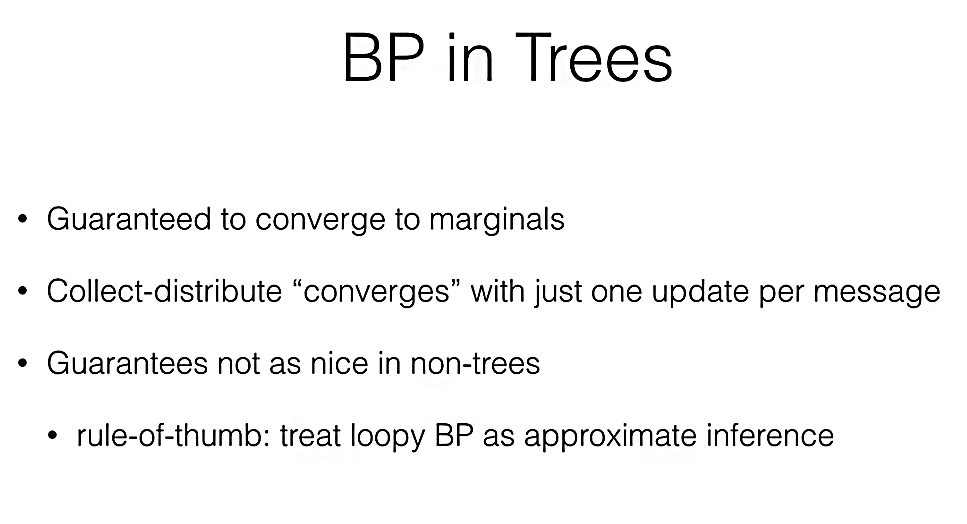 BP in Trees
• Guaranteed to converge to marginals
• Collect-distribute “converges” with just one update per message
• Guarantees not as nice in non-trees
• rule-of-thumb: treat loopy BP as approximate inference